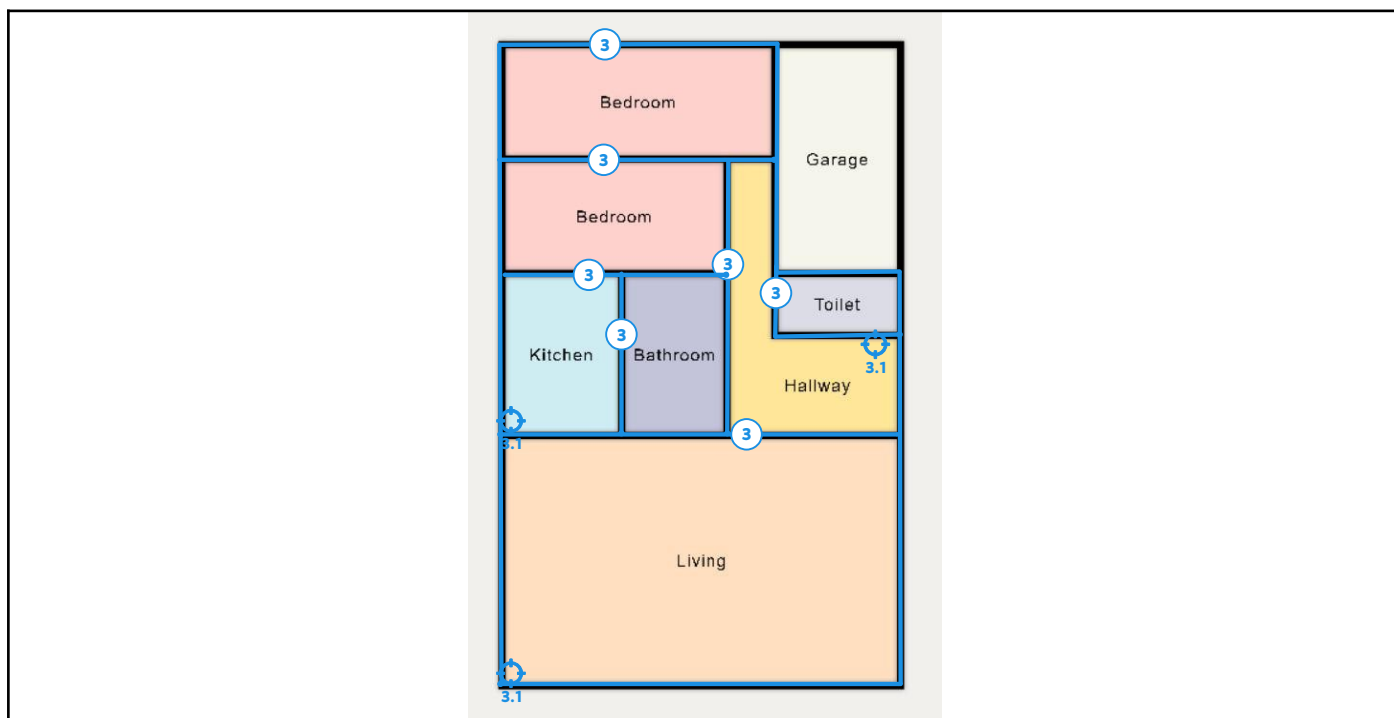 3
Bedroom
3
Garage
Bedroom
3
3
3
Toilet
3
Kitchen
Bathroom
3.1
Hallway
3
3.1
Living
3.1